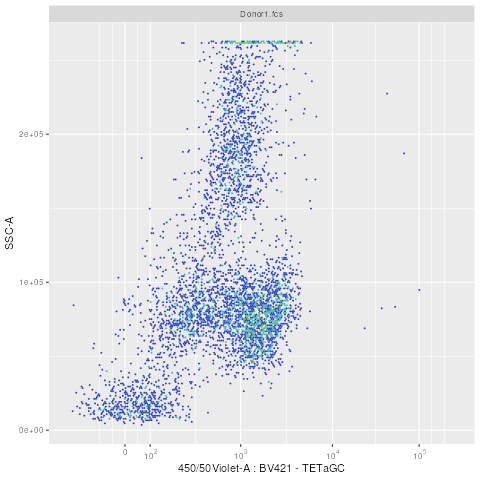 Donor1.fcs
SSC-A
2e+05
1e+05
0e+00
0 10² 10³ 10⁴ 10⁵
450/50Violet-A : BV421 - TETaGC